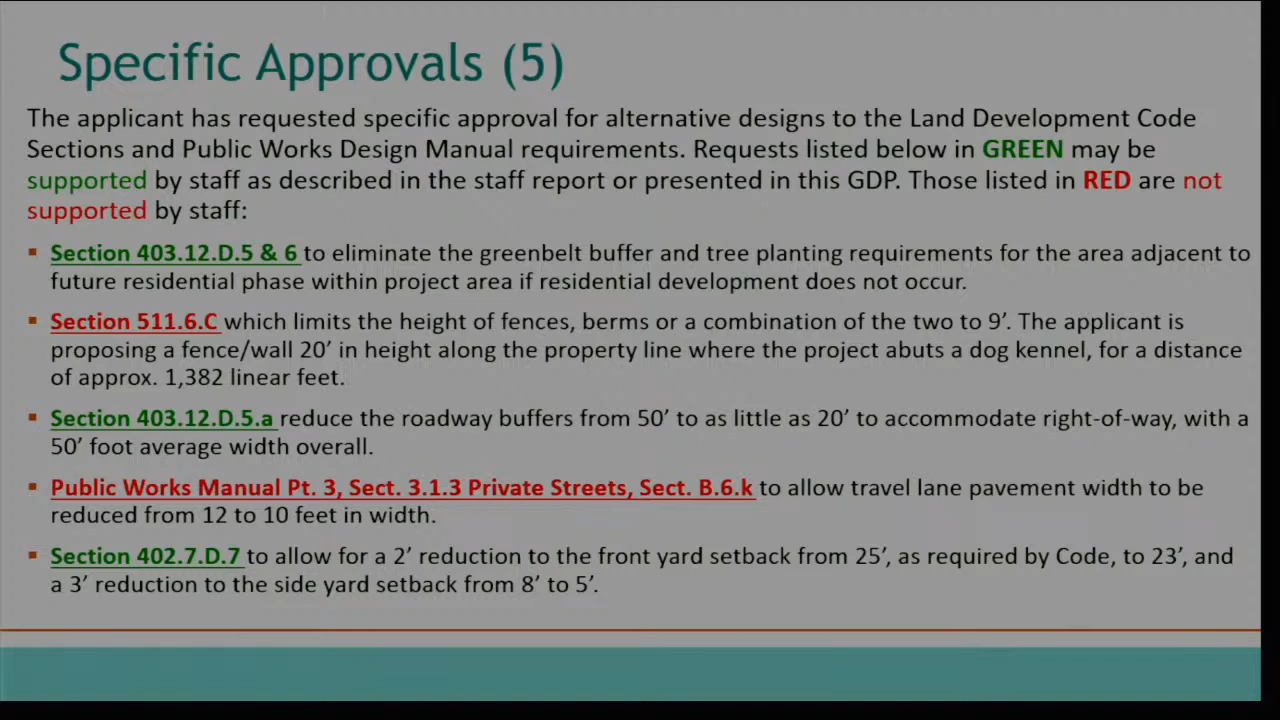 Specific Approvals (5)
The applicant has requested specific approval for alternative designs to the Land Development Code
Sections and Public Works Design Manual requirements. Requests listed below in GREEN may be
supported by staff as described in the staff report or presented in this GDP. Those listed in RED are not
supported by staff:
▪ Section 403.12.D.5 & 6 to eliminate the greenbelt buffer and tree planting requirements for the area adjacent to
future residential phase within project area if residential development does not occur.
▪ Section 511.6.C which limits the height of fences, berms or a combination of the two to 9’. The applicant is
proposing a fence/wall 20’ in height along the property line where the project abuts a dog kennel, for a distance
of approx. 1,382 linear feet.
▪ Section 403.12.D.5.a reduce the roadway buffers from 50’ to as little as 20’ to accommodate right-of-way, with a
50’ foot average width overall.
▪ Public Works Manual Pt. 3, Sect. 3.1.3 Private Streets, Sect. B.6.k to allow travel lane pavement width to be
reduced from 12 to 10 feet in width.
▪ Section 402.7.D.7 to allow for a 2’ reduction to the front yard setback from 25’, as required by Code, to 23’, and
a 3’ reduction to the side yard setback from 8’ to 5’.